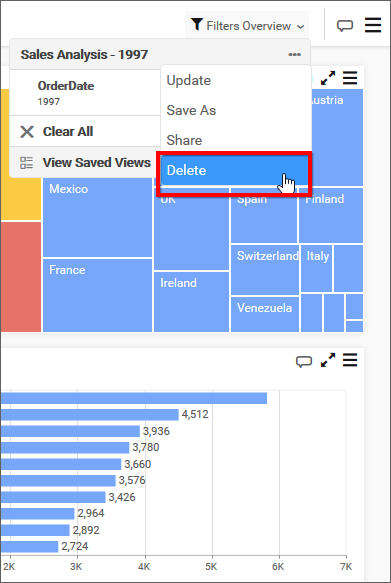 Filters Overview
Sales Analysis - 1997
OrderDate
1997
Clear All
View Saved Views
Update
Save As
Share
Delete
Austria
Mexico
UK
Spain
Finland
France
Ireland
Switzerland
Italy
Venezuela
4,512
3,936
3,780
3,660
3,576
3,426
2,964
2,892
2,724
2K 3K 4K 5K 6K 7K